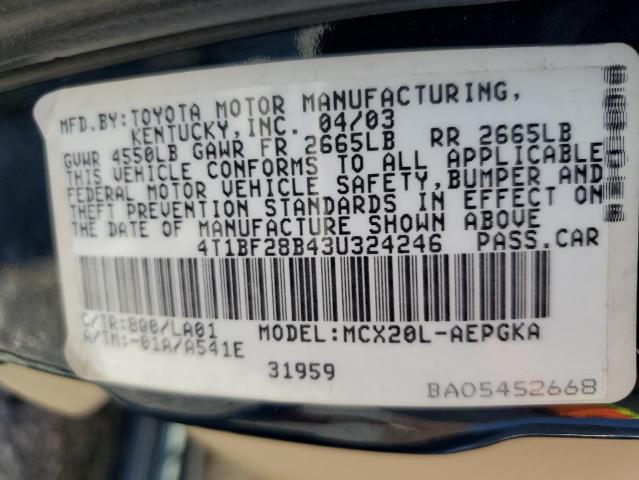 MFD.BY:TOYOTA MOTOR MANUFACTURING,
KENTUCKY,INC. 04/03
GVWR 4550LB GAWR FR 2665LB RR 2665LB
THIS VEHICLE CONFORMS TO ALL APPLICABLE
FEDERAL MOTOR VEHICLE SAFETY,BUMPER AND
THEFT PREVENTION STANDARDS IN EFFECT ON
THE DATE OF MANUFACTURE SHOWN ABOVE
4T1BF28B43U324246 PASS.CAR
C/TR:8Q0/LA01 MODEL:MCX20L-AEPGKA
A/TM:-01A/A541E
31959
BA05452668